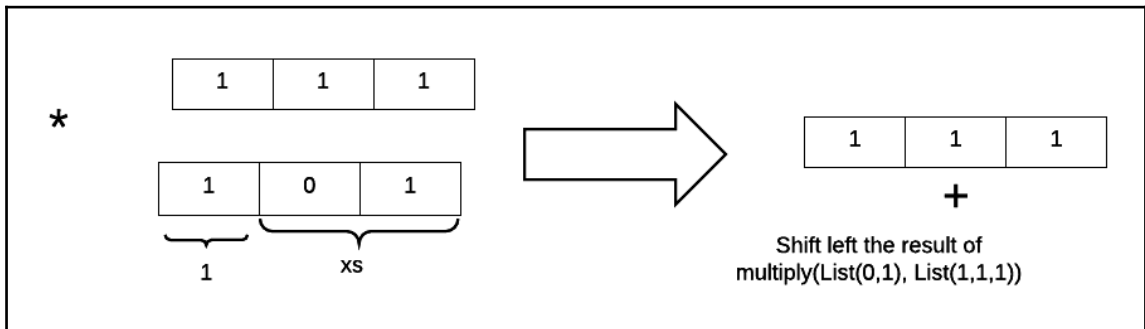 *
1 1 1
1 0 1
1
xs
1 1 1
+
Shift left the result of
multiply(List(0,1), List(1,1,1))